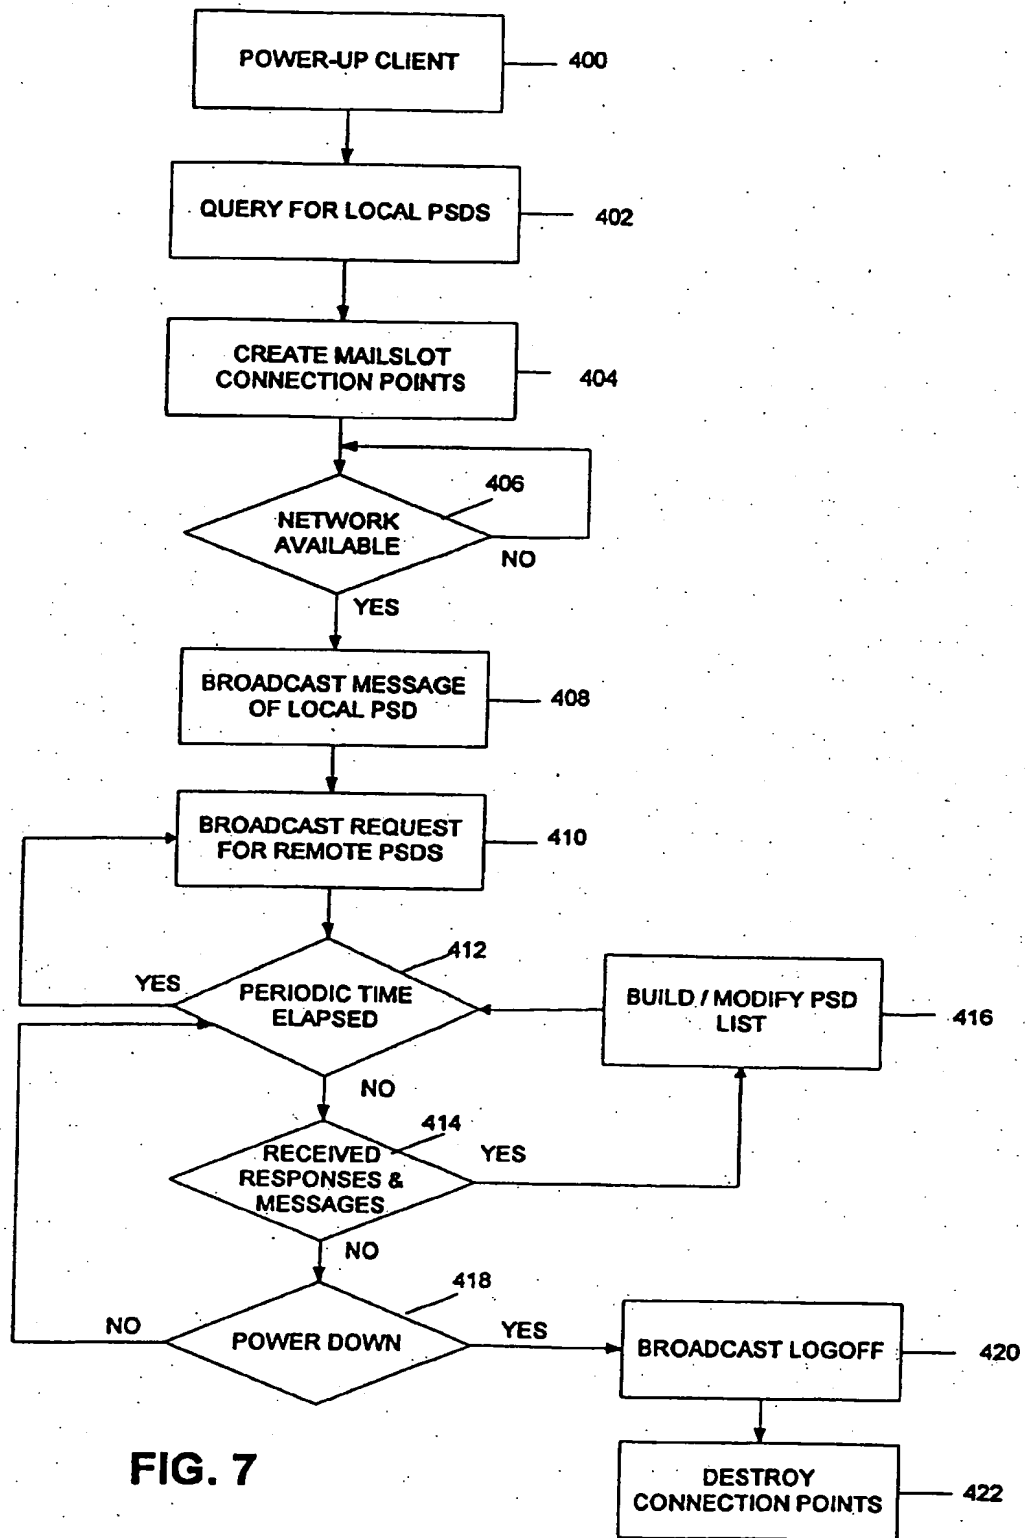 POWER-UP CLIENT
400
QUERY FOR LOCAL PSDS
402
CREATE MAILSLOT
CONNECTION POINTS
404
406
NETWORK
AVAILABLE
NO
YES
BROADCAST MESSAGE
OF LOCAL PSD
408
BROADCAST REQUEST
FOR REMOTE PSDS
410
412
YES
PERIODIC TIME
ELAPSED
BUILD / MODIFY PSD
LIST
416
NO
414
RECEIVED
RESPONSES &
MESSAGES
YES
NO
418
NO
POWER DOWN
YES
BROADCAST LOGOFF
420
DESTROY
CONNECTION POINTS
422
FIG. 7